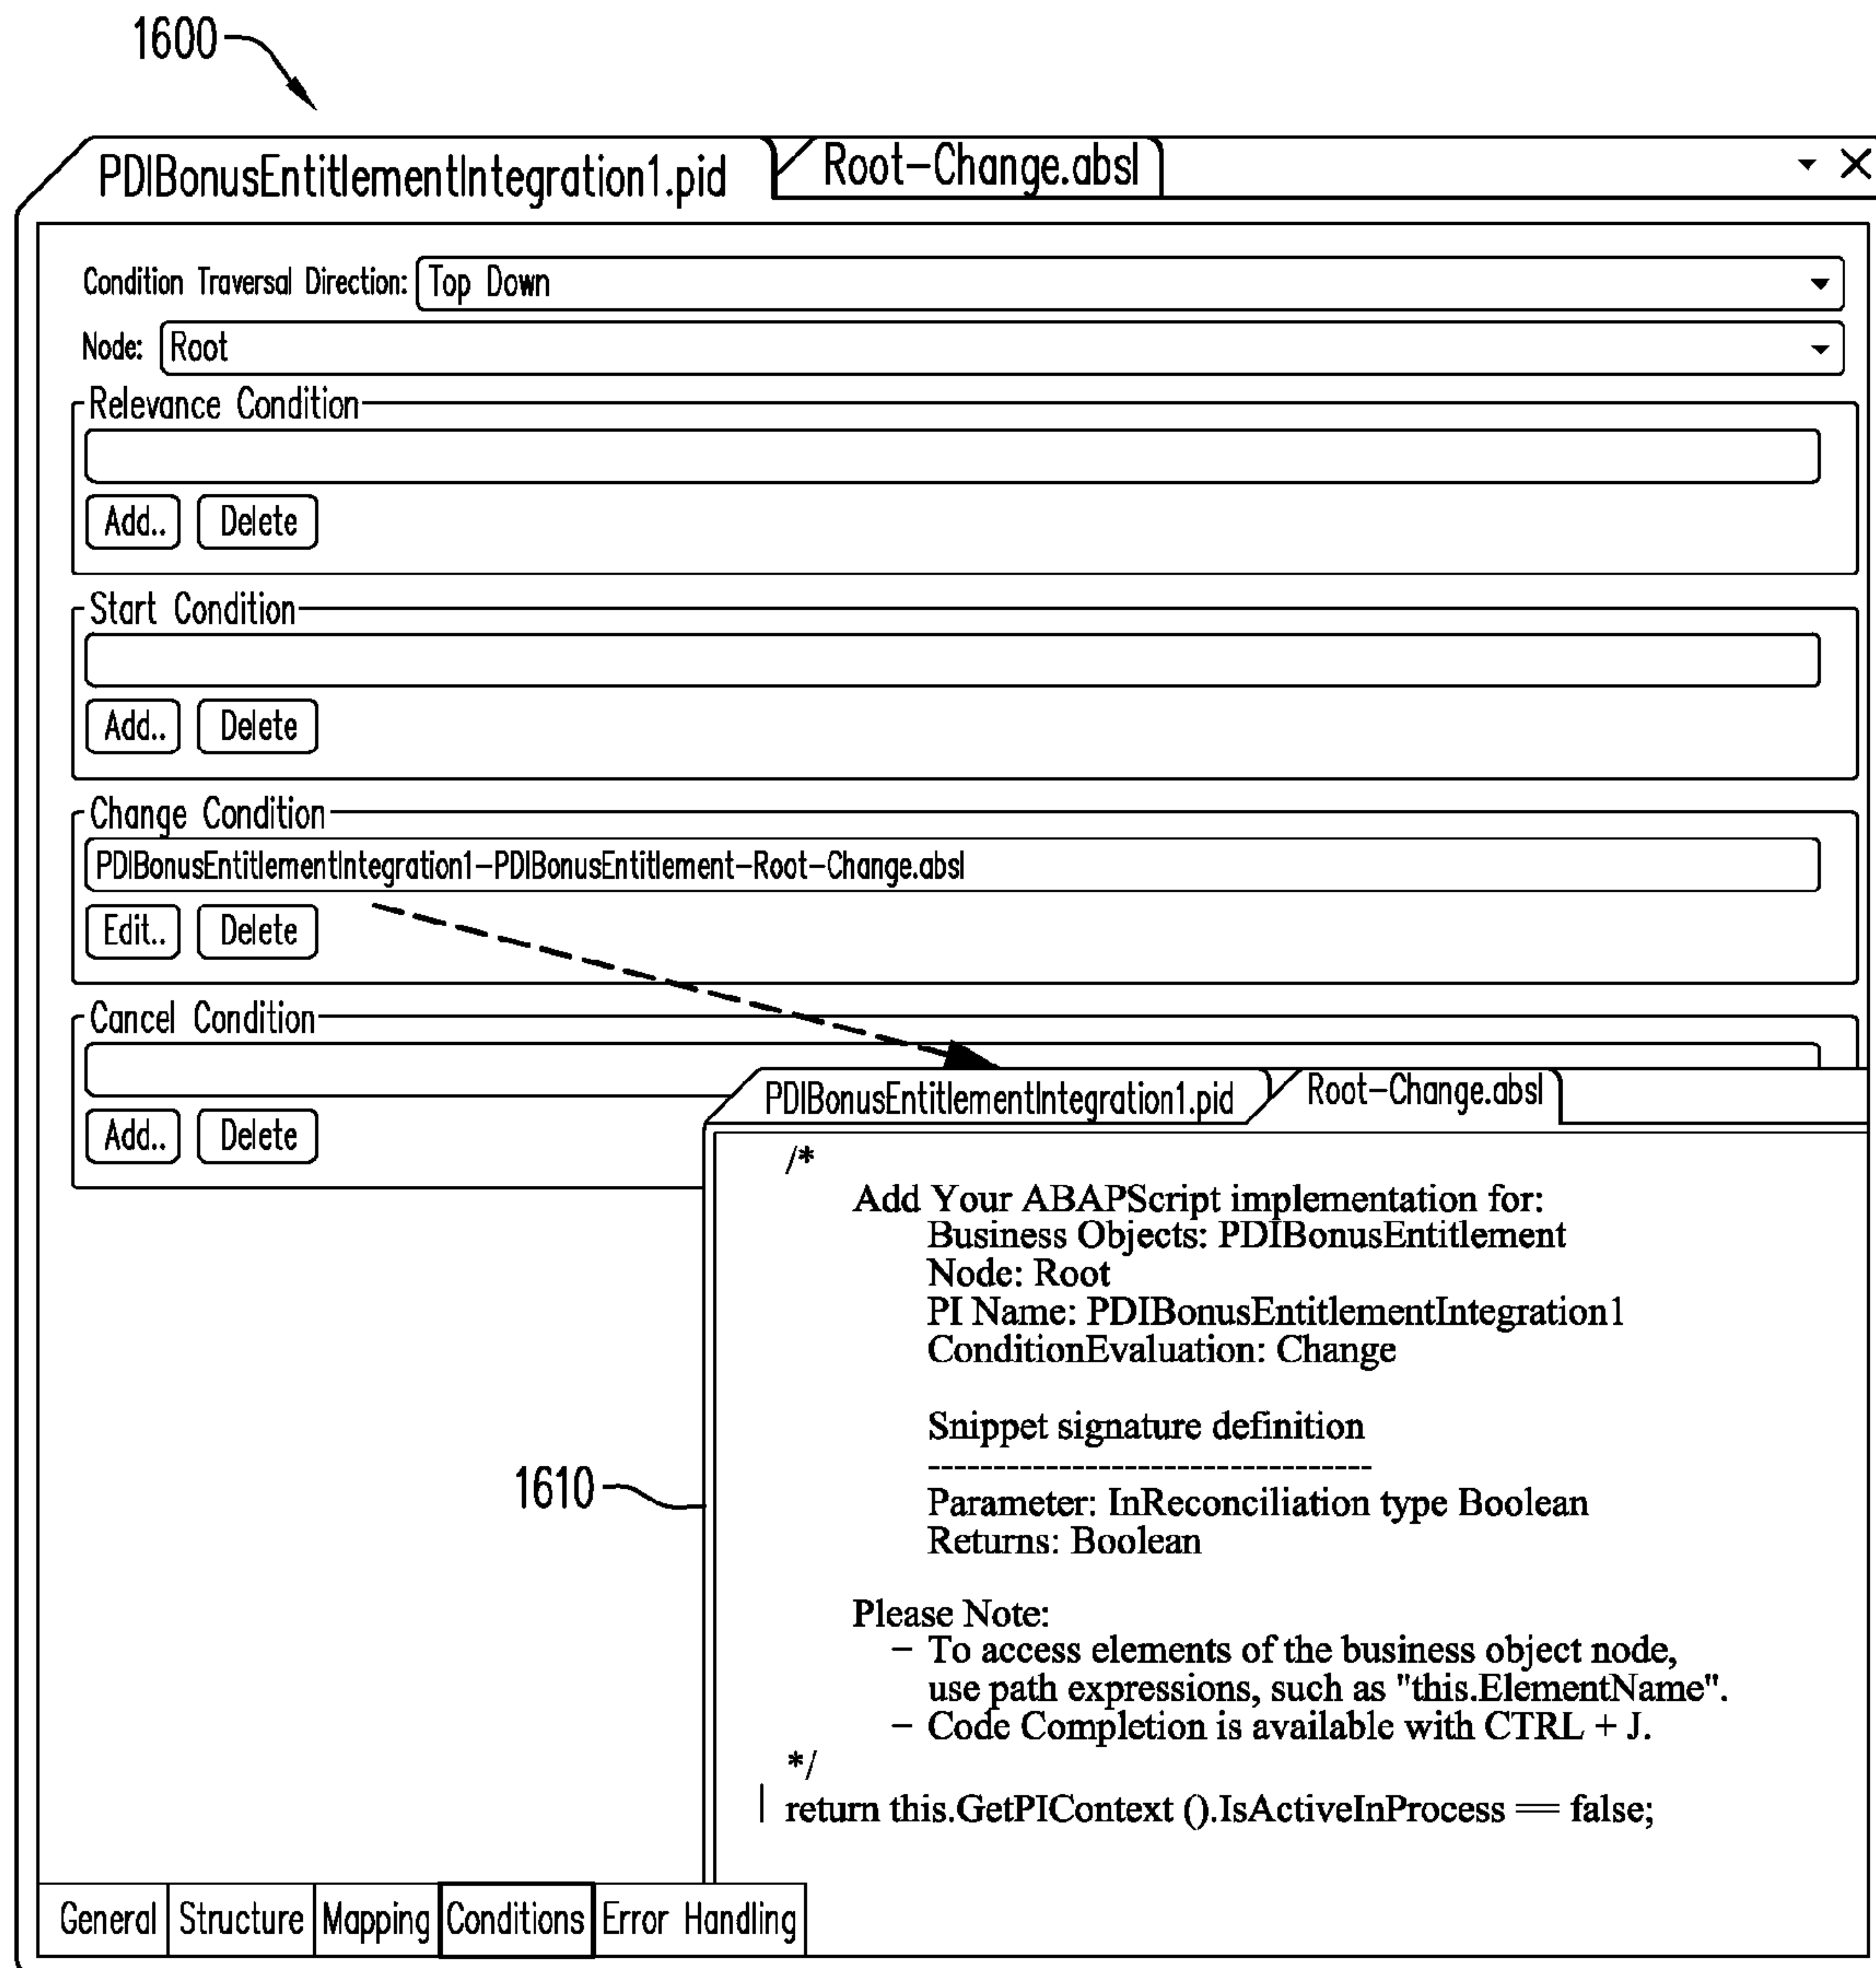 1600
PDIBonusEntitlementIntegration1.pid
Root-Change.absl
Condition Traversal Direction: Top Down
Node: Root
Relevance Condition
Add.. Delete
Start Condition
Add.. Delete
Change Condition
PDIBonusEntitlementIntegration1-PDIBonusEntitlement-Root-Change.absl
Edit.. Delete
Cancel Condition
Add.. Delete
PDIBonusEntitlementIntegration1.pid
Root-Change.absl
/*
Add Your ABAPScript implementation for:
Business Objects: PDIBonusEntitlement
Node: Root
PI Name: PDIBonusEntitlementIntegration1
ConditionEvaluation: Change
Snippet signature definition
----------------------------------
1610
Parameter: InReconciliation type Boolean
Returns: Boolean
Please Note:
– To access elements of the business object node,
use path expressions, such as "this.ElementName".
– Code Completion is available with CTRL + J.
*/
| return this.GetPIContext ().IsActiveInProcess == false;
General Structure Mapping Conditions Error Handling